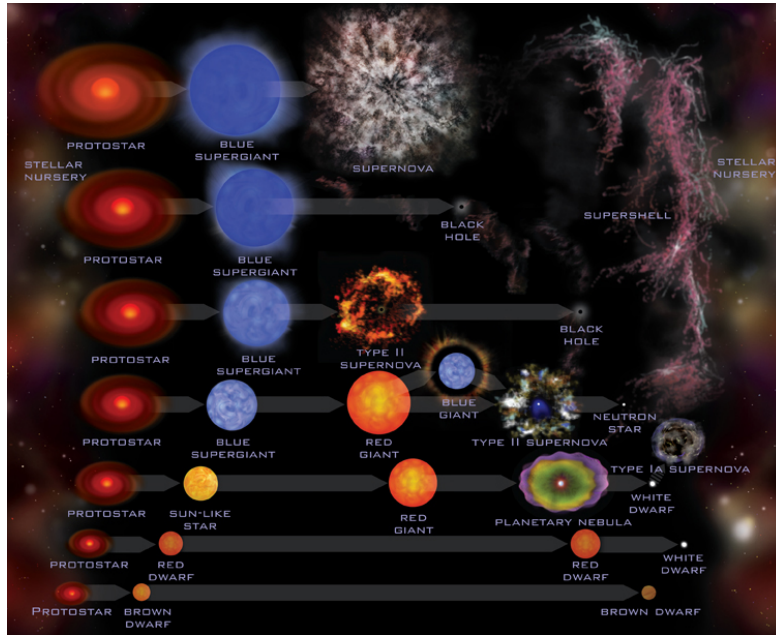 PROTOSTAR
BLUE
SUPERGIANT
SUPERNOVA
STELLAR
NURSERY
STELLAR
NURSERY
PROTOSTAR
BLUE
SUPERGIANT
BLACK
HOLE
SUPERSHELL
PROTOSTAR
BLUE
SUPERGIANT
TYPE II
SUPERNOVA
BLACK
HOLE
PROTOSTAR
BLUE
SUPERGIANT
RED
GIANT
BLUE
GIANT
TYPE II SUPERNOVA
NEUTRON
STAR
TYPE IA SUPERNOVA
PROTOSTAR
SUN-LIKE
STAR
RED
GIANT
PLANETARY NEBULA
WHITE
DWARF
PROTOSTAR
RED
DWARF
RED
DWARF
WHITE
DWARF
PROTOSTAR
BROWN
DWARF
BROWN DWARF